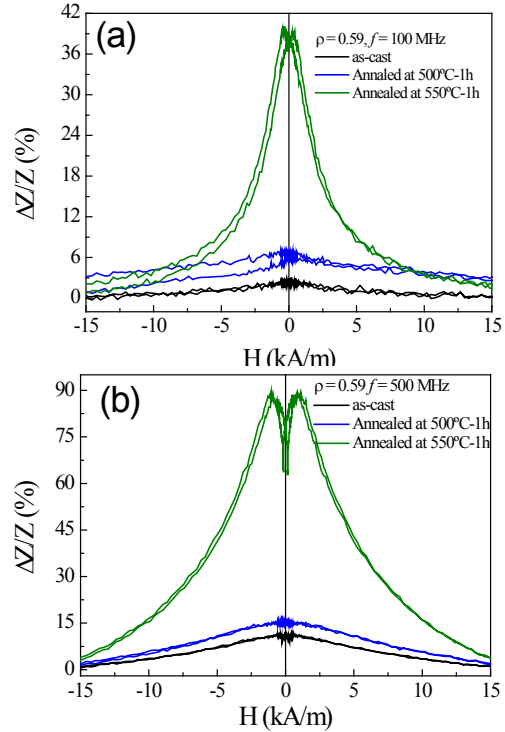 (a)
ρ = 0.59, f = 100 MHz
as-cast
Annaled at 500ºC-1h
Annealed at 550ºC-1h
ΔZ/Z (%)
42
36
30
24
18
12
6
0
-15 -10 -5 0 5 10 15
H (kA/m)
(b)
ρ = 0.59 f = 500 MHz
as-cast
Annealed at 500ºC-1h
Annealed at 550ºC-1h
ΔZ/Z (%)
90
75
60
45
30
15
0
-15 -10 -5 0 5 10 15
H (kA/m)